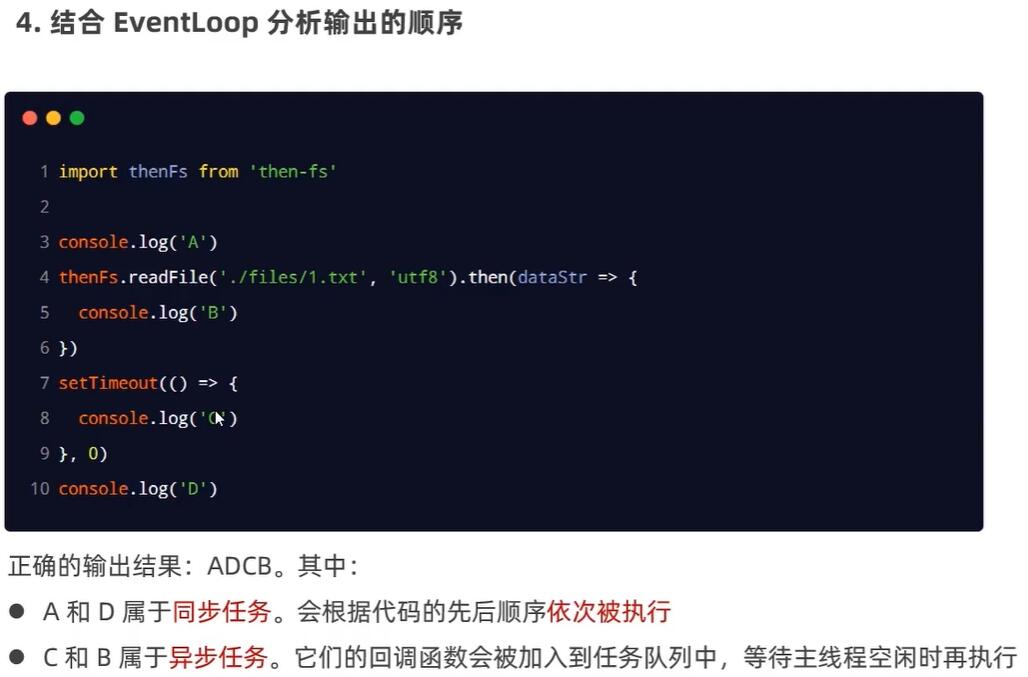 4. 结合 EventLoop 分析输出的顺序
1 import thenFs from 'then-fs'
2
3 console.log('A')
4 thenFs.readFile('./files/1.txt', 'utf8').then(dataStr => {
5   console.log('B')
6 })
7 setTimeout(() => {
8   console.log('C')
9 }, 0)
10 console.log('D')
正确的输出结果：ADCB。其中：
● A 和 D 属于同步任务。会根据代码的先后顺序依次被执行
● C 和 B 属于异步任务。它们的回调函数会被加入到任务队列中，等待主线程空闲时再执行